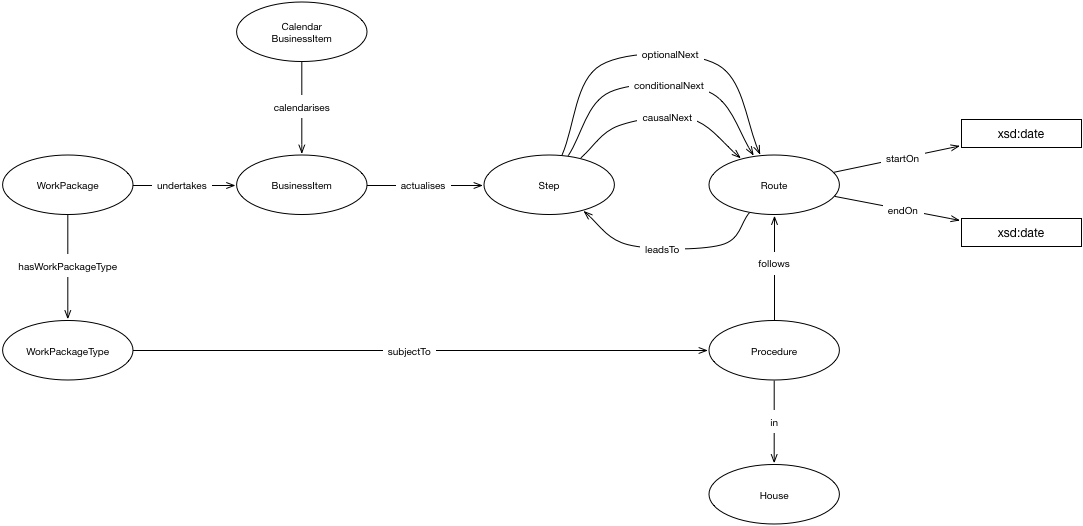 Calendar
BusinessItem
optionalNext
conditionalNext
calendarises
causalNext
xsd:date
startOn
WorkPackage
undertakes
BusinessItem
actualises
Step
Route
endOn
xsd:date
leadsTo
hasWorkPackageType
follows
WorkPackageType
subjectTo
Procedure
in
House